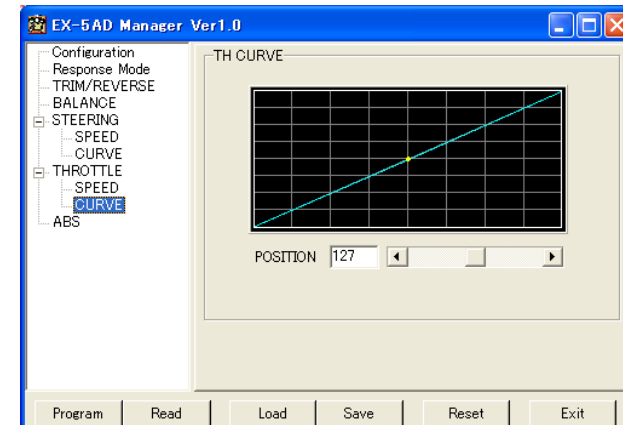 EX-5AD Manager Ver1.0
Configuration
Response Mode
TRIM/REVERSE
BALANCE
STEERING
SPEED
CURVE
THROTTLE
SPEED
CURVE
ABS
TH CURVE
POSITION 127
Program Read Load Save Reset Exit